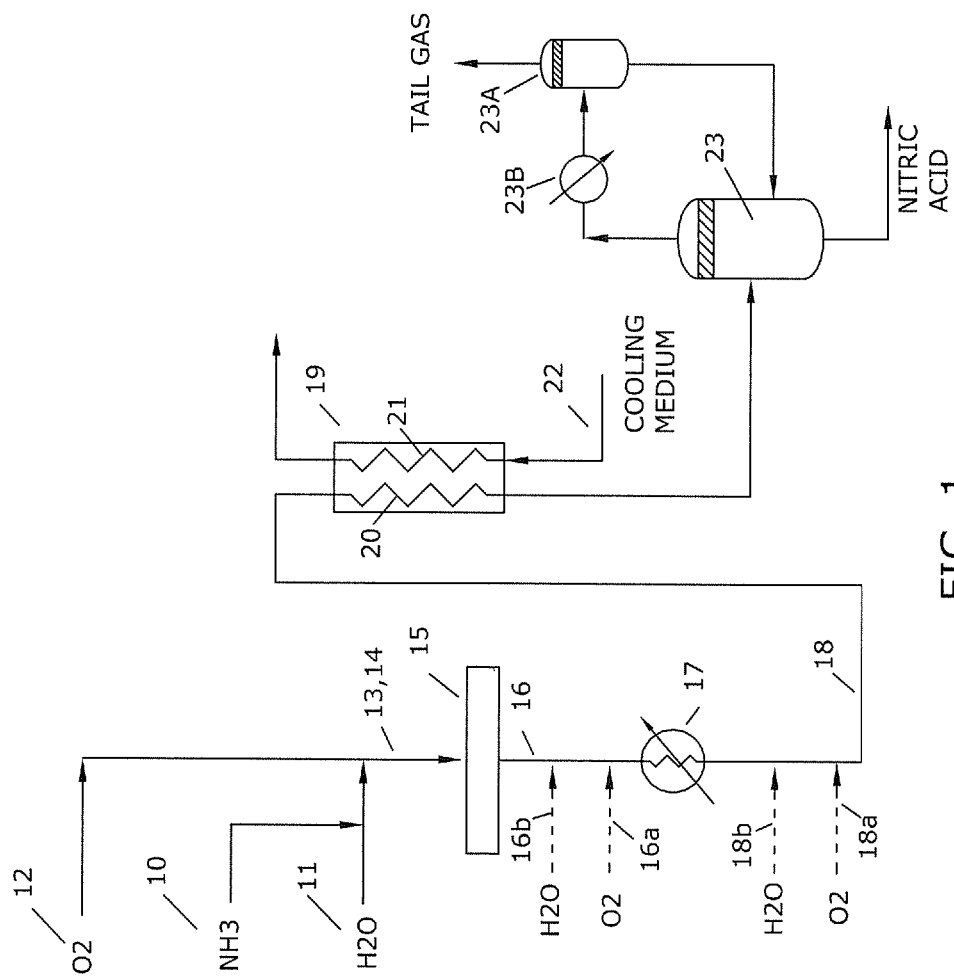 12
O2
10
NH3
11
H2O
13,14
15
16
16b
H2O
16a
O2
17
18b
H2O
18a
O2
18
19
20
21
22
COOLING
MEDIUM
TAIL GAS
23A
23B
23
NITRIC
ACID
FIG. 1